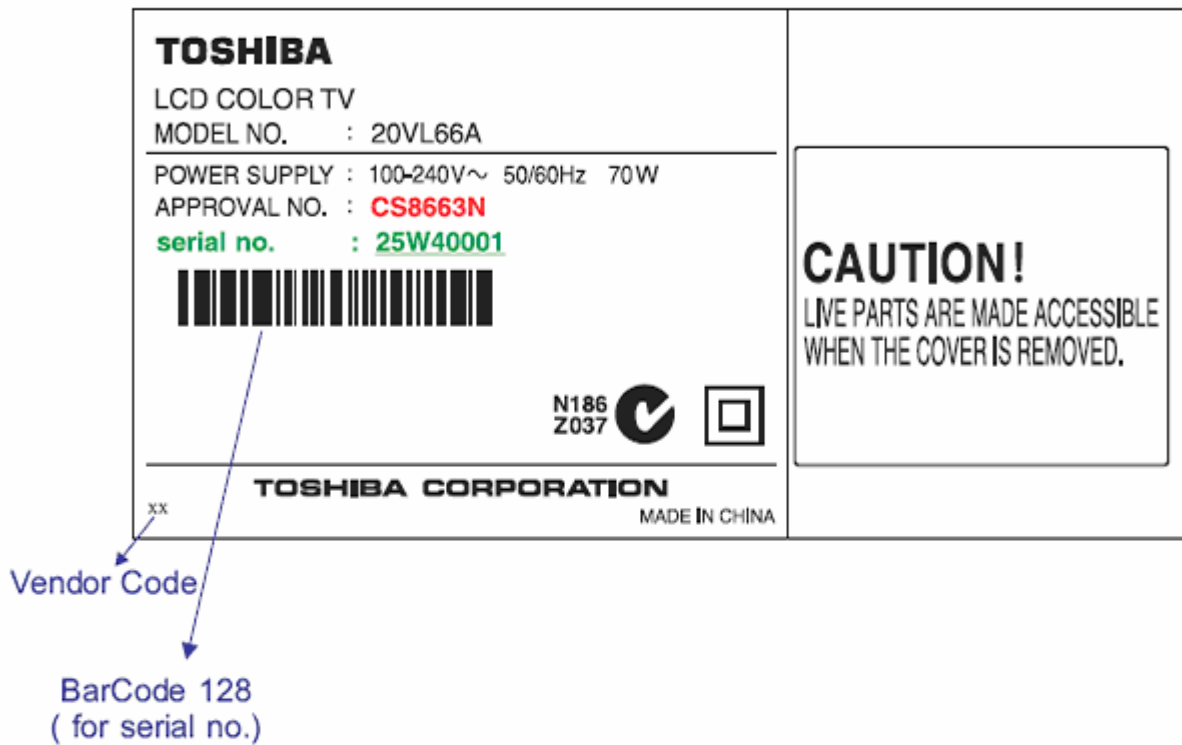 TOSHIBA
LCD COLOR TV
MODEL NO. : 20VL66A
POWER SUPPLY : 100-240V～ 50/60Hz 70W
APPROVAL NO. : CS8663N
serial no. : 25W40001
N186
Z037
TOSHIBA CORPORATION
xx
MADE IN CHINA
CAUTION!
LIVE PARTS ARE MADE ACCESSIBLE
WHEN THE COVER IS REMOVED.
Vendor Code
BarCode 128
( for serial no.)